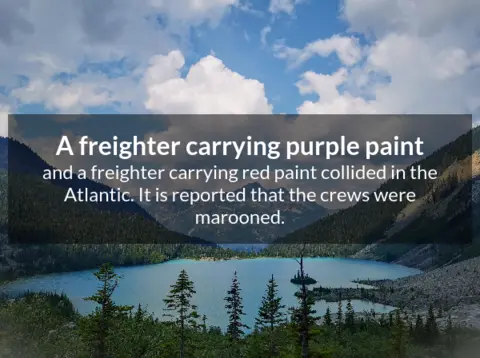 A freighter carrying purple paint
and a freighter carrying red paint collided in the
Atlantic. It is reported that the crews were
marooned.